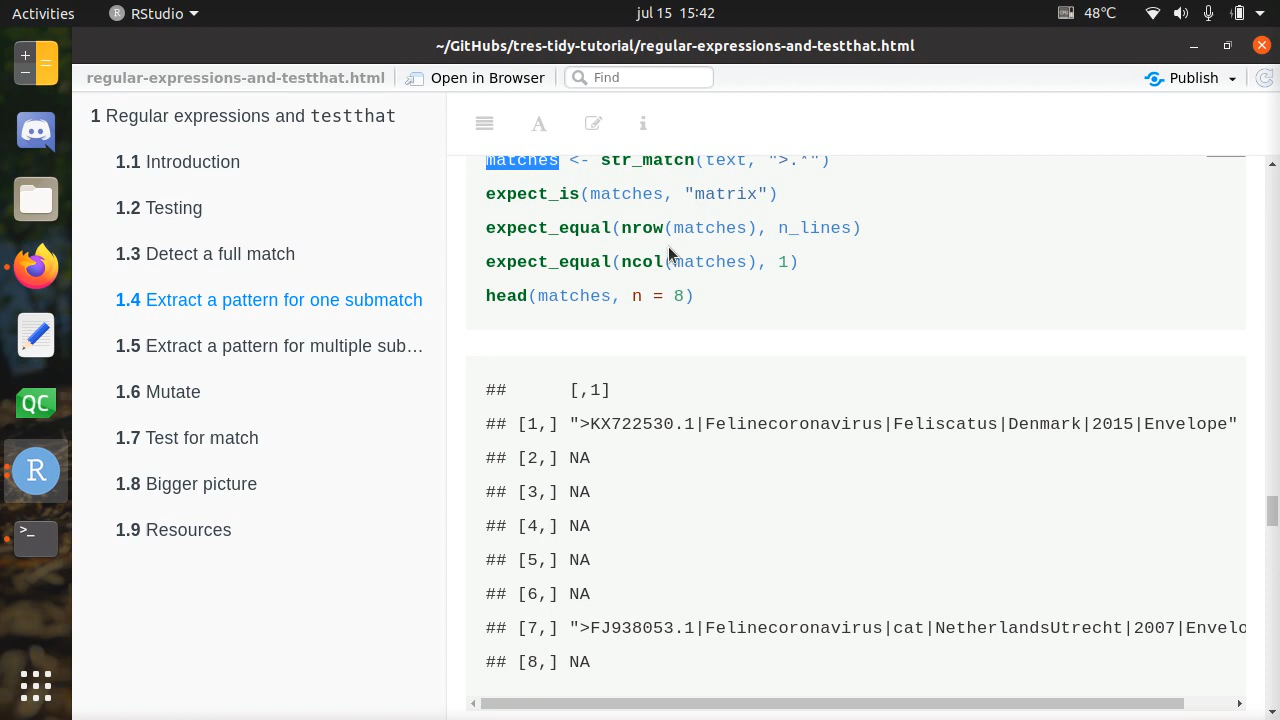 Activities RStudio jul 15 15:42 48°C
~/GitHubs/tres-tidy-tutorial/regular-expressions-and-testthat.html
regular-expressions-and-testthat.html Open in Browser Find Publish
1 Regular expressions and testthat
1.1 Introduction
1.2 Testing
1.3 Detect a full match
1.4 Extract a pattern for one submatch
1.5 Extract a pattern for multiple sub…
1.6 Mutate
1.7 Test for match
1.8 Bigger picture
1.9 Resources
QC
R
>_
A
i
matches <- str_match(text, ">.*")
expect_is(matches, "matrix")
expect_equal(nrow(matches), n_lines)
expect_equal(ncol(matches), 1)
head(matches, n = 8)
## [,1]
## [1,] ">KX722530.1|Felinecoronavirus|Feliscatus|Denmark|2015|Envelope"
## [2,] NA
## [3,] NA
## [4,] NA
## [5,] NA
## [6,] NA
## [7,] ">FJ938053.1|Felinecoronavirus|cat|NetherlandsUtrecht|2007|Envelo
## [8,] NA